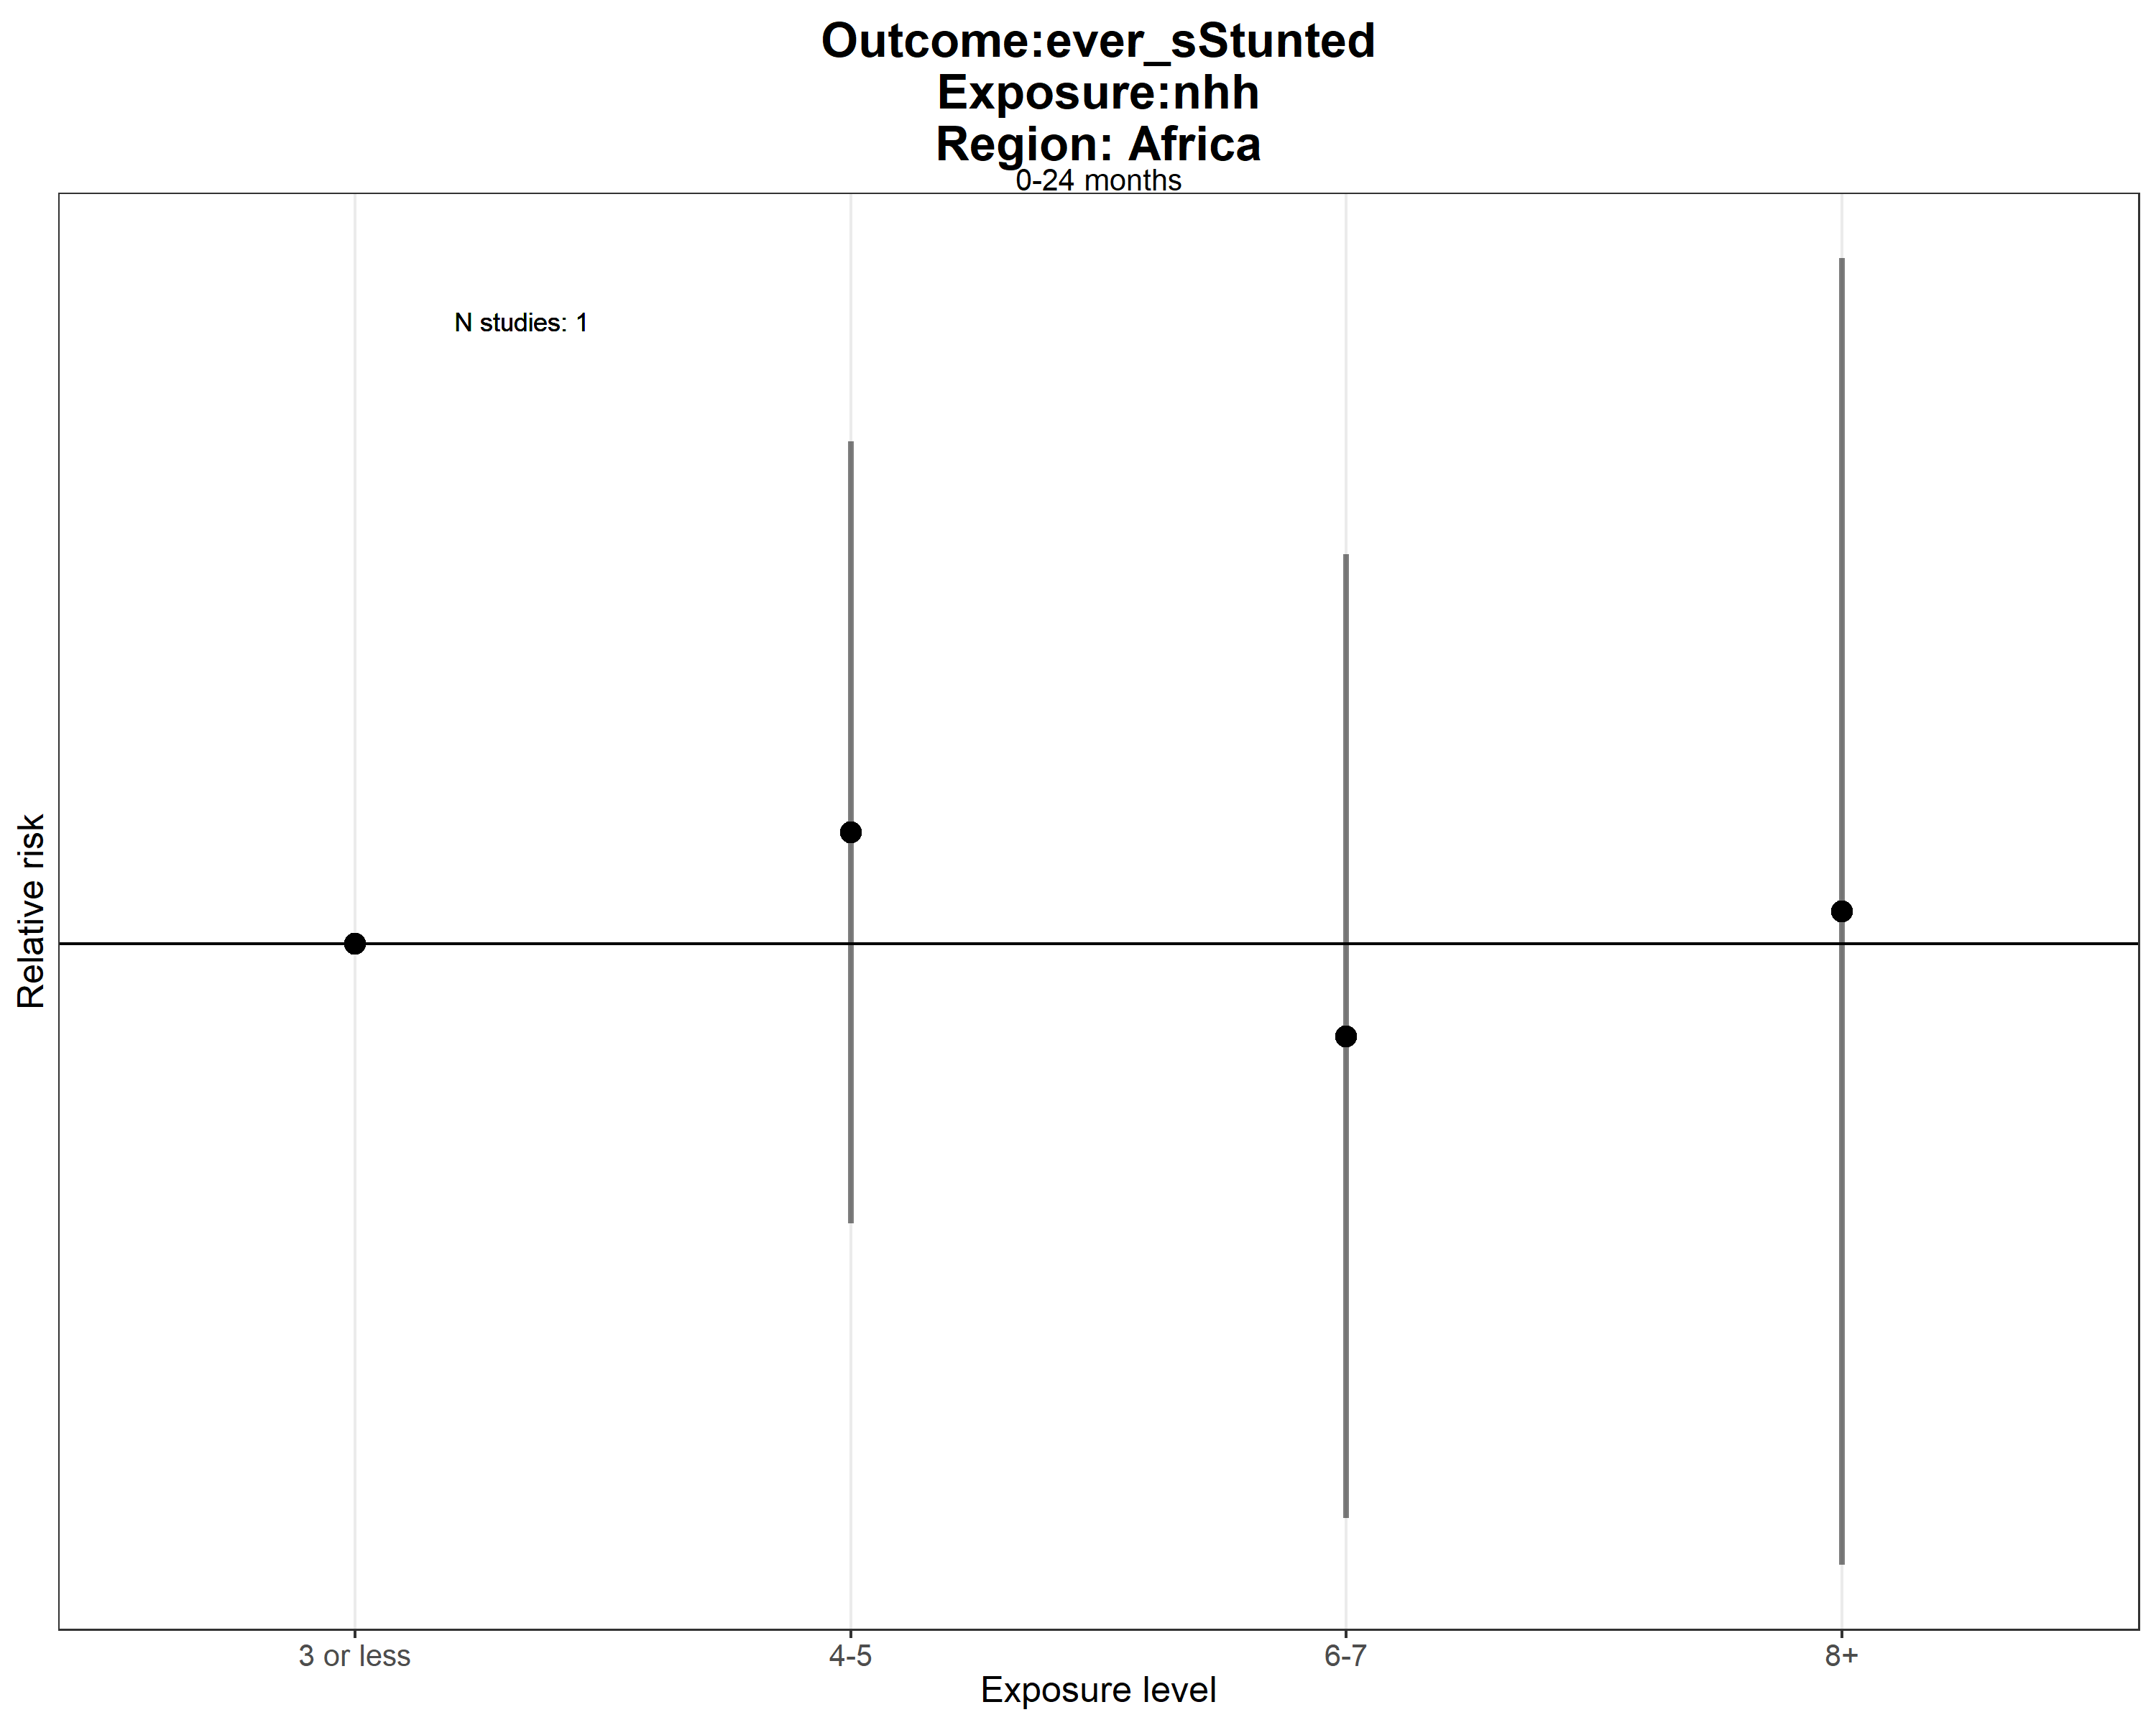 Outcome:ever_sStunted
Exposure:nhh
Region: Africa
0-24 months
N studies: 1
Relative risk
3 or less
4-5
6-7
8+
Exposure level